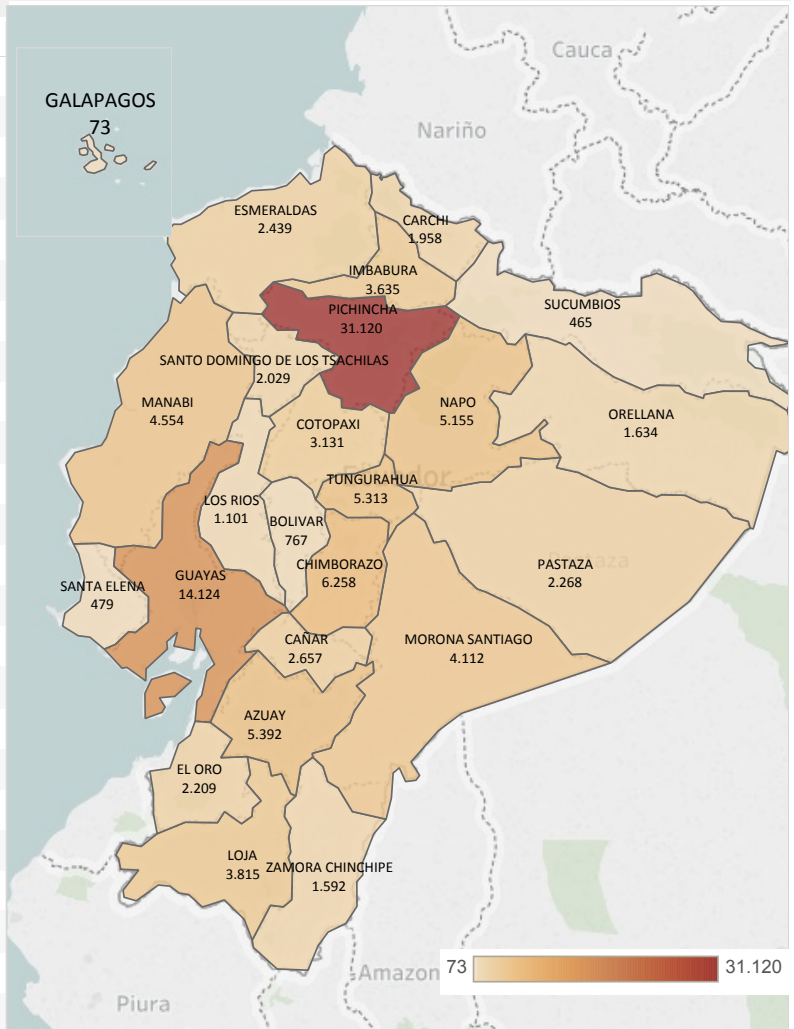 Cauca
GALAPAGOS
73
Nariño
ESMERALDAS
2.439
CARCHI
1.958
IMBABURA
3.635
SUCUMBIOS
465
PICHINCHA
31.120
SANTO DOMINGO DE LOS TSACHILAS
2.029
MANABI
4.554
NAPO
5.155
ORELLANA
1.634
COTOPAXI
3.131
Ecuador
TUNGURAHUA
5.313
LOS RIOS
1.101
BOLIVAR
767
CHIMBORAZO
6.258
Pastaza
PASTAZA
2.268
SANTA ELENA
479
GUAYAS
14.124
CAÑAR
2.657
MORONA SANTIAGO
4.112
AZUAY
5.392
EL ORO
2.209
LOJA
3.815
ZAMORA CHINCHIPE
1.592
73
31.120
Amazon
Piura